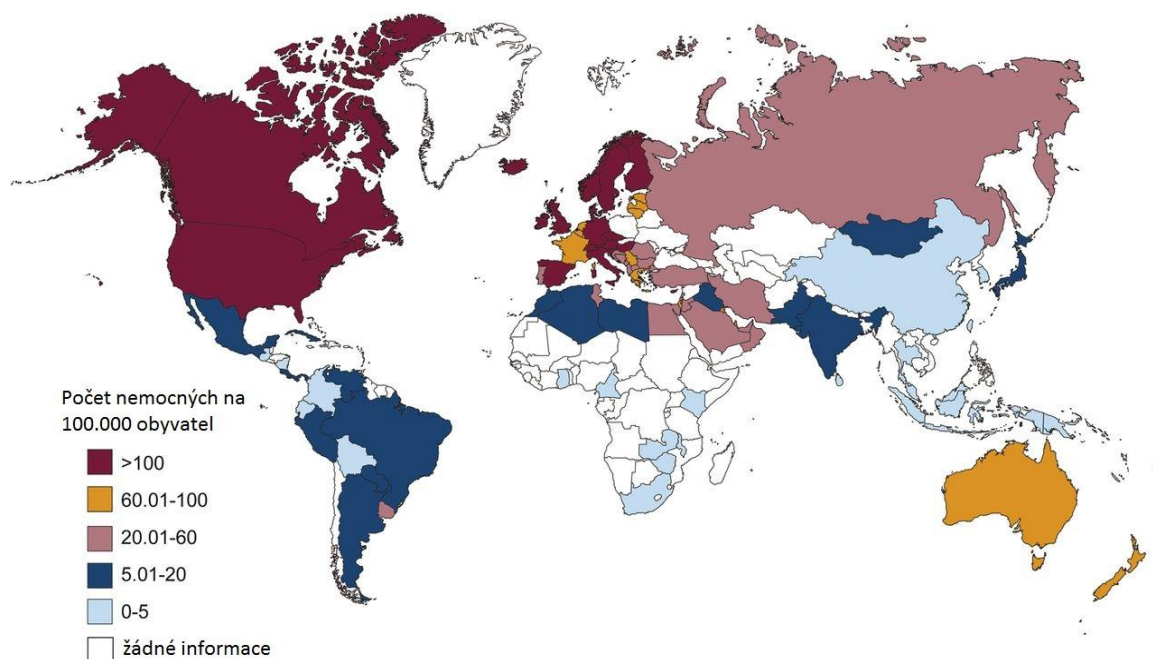 Počet nemocných na
100.000 obyvatel
>100
60.01-100
20.01-60
5.01-20
0-5
žádné informace